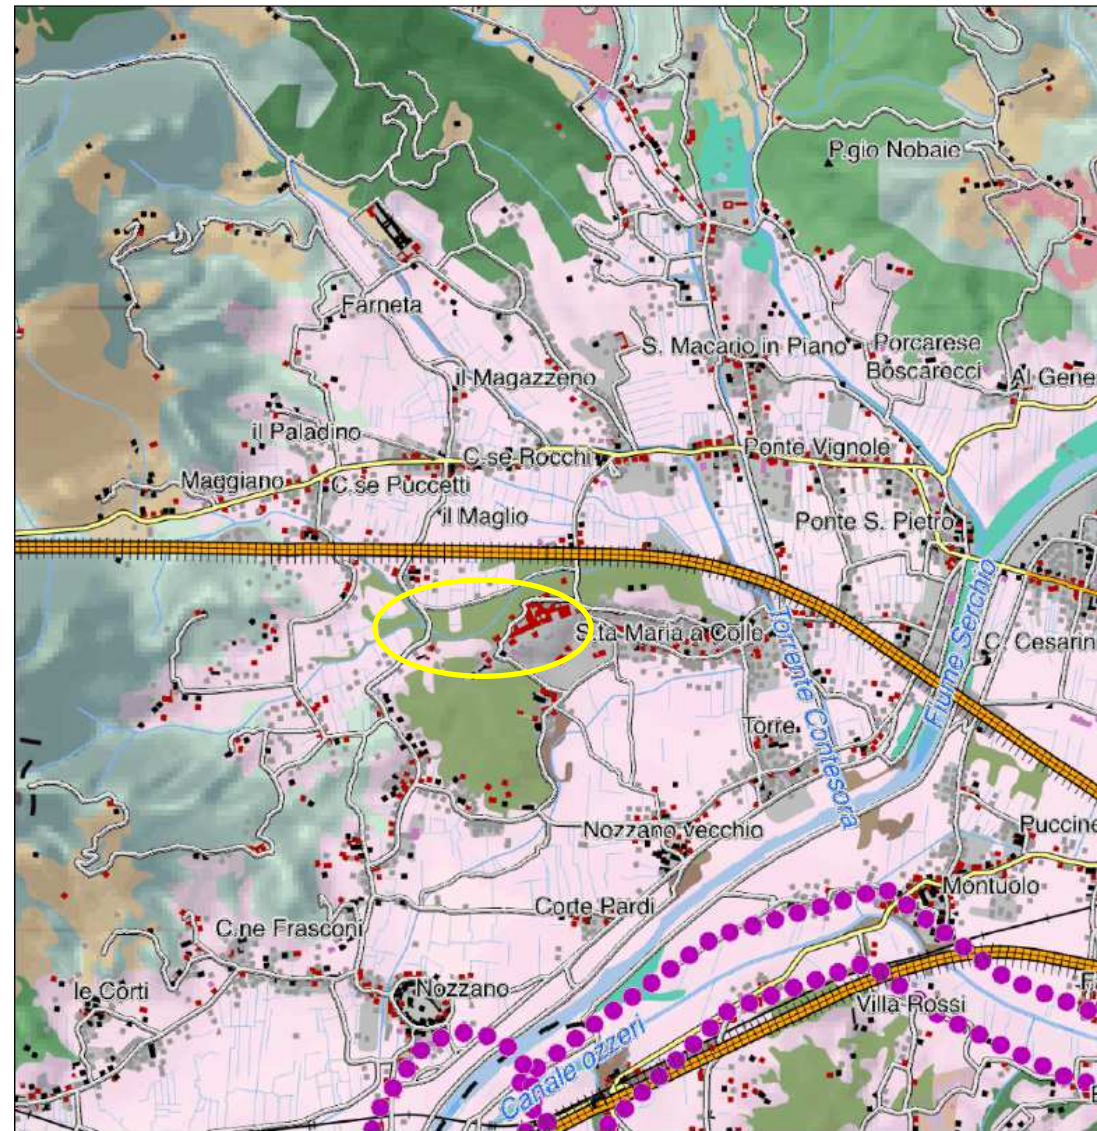 P.gio Nobaie
Farneta
S. Macario in Piano
Porcarese
Boscarecci
il Magazzeno
Al Gene
il Paladino
C.se Rocchi
Ponte Vignole
Maggiano
C.se Puccetti
il Maglio
Ponte S. Pietro
S.ta Maria a Colle
Torrente Contesora
Fiume Serchio
C. Cesarin
Torre
Nozzano vecchio
Puccine
Montuolo
Corte Pardi
C.ne Frasconi
le Corti
Nozzano
Villa Rossi
Canale ozzeri